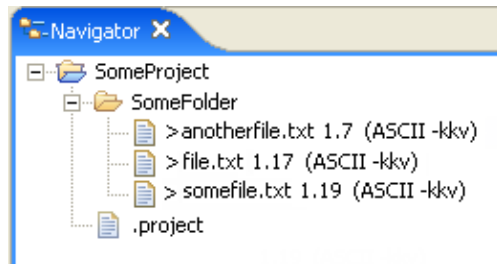 Navigator
SomeProject
SomeFolder
>anotherfile.txt 1.7 (ASCII -kkv)
>file.txt 1.17 (ASCII -kkv)
> somefile.txt 1.19 (ASCII -kkv)
.project